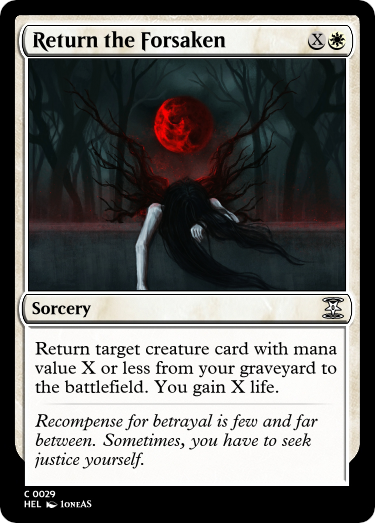 Return the Forsaken X
Sorcery
Return target creature card with mana
value X or less from your graveyard to
the battlefield. You gain X life.
Recompense for betrayal is few and far
between. Sometimes, you have to seek
justice yourself.
C 0029
HEL 1oneAS